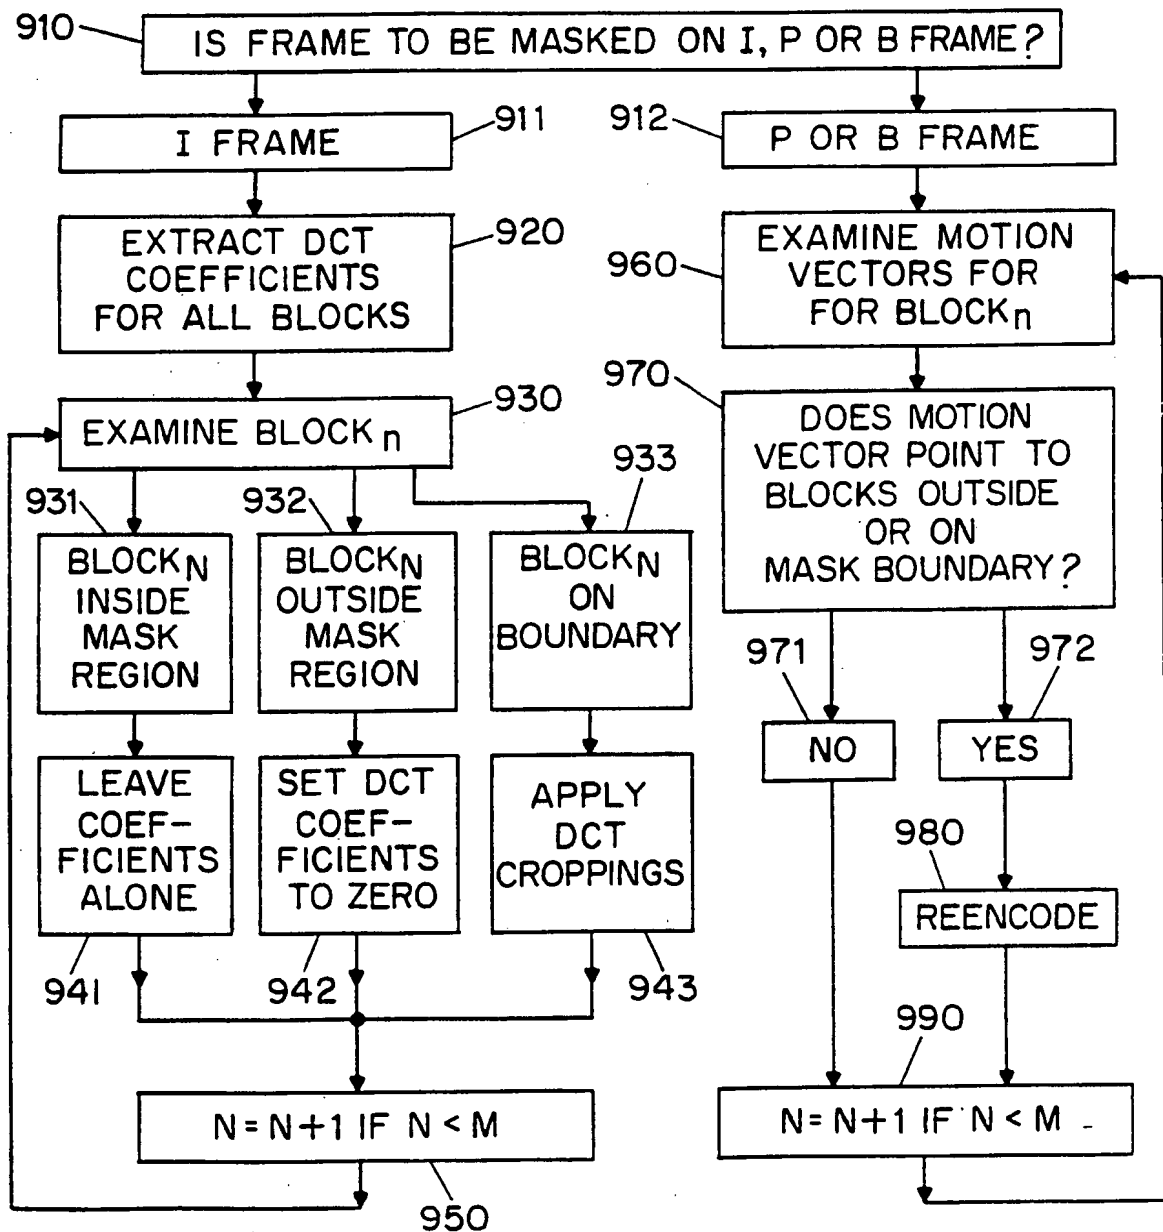 910
IS FRAME TO BE MASKED ON I, P OR B FRAME?
I FRAME
911
912
P OR B FRAME
EXTRACT DCT
COEFFICIENTS
FOR ALL BLOCKS
920
960
EXAMINE MOTION
VECTORS FOR
FOR BLOCKn
EXAMINE BLOCKn
930
970
DOES MOTION
VECTOR POINT TO
BLOCKS OUTSIDE
OR ON
MASK BOUNDARY?
931
BLOCKN
INSIDE
MASK
REGION
932
BLOCKN
OUTSIDE
MASK
REGION
933
BLOCKN
ON
BOUNDARY
971
NO
972
YES
LEAVE
COEF-
FICIENTS
ALONE
941
SET DCT
COEF-
FICIENTS
TO ZERO
942
APPLY
DCT
CROPPINGS
943
980
REENCODE
990
N=N+1 IF N<M
950
N=N+1 IF N<M